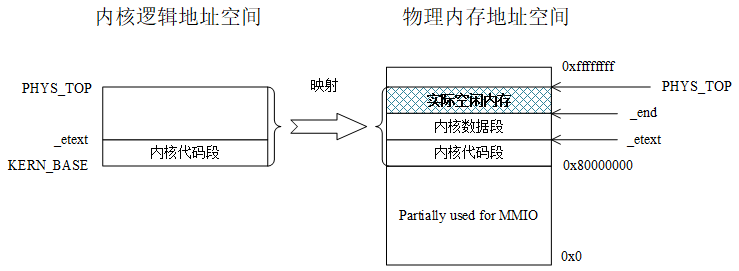 内核逻辑地址空间
物理内存地址空间
PHYS_TOP
_etext
内核代码段
KERN_BASE
映射
0xffffffff
实际空闲内存
PHYS_TOP
_end
内核数据段
_etext
内核代码段
0x80000000
Partially used for MMIO
0x0